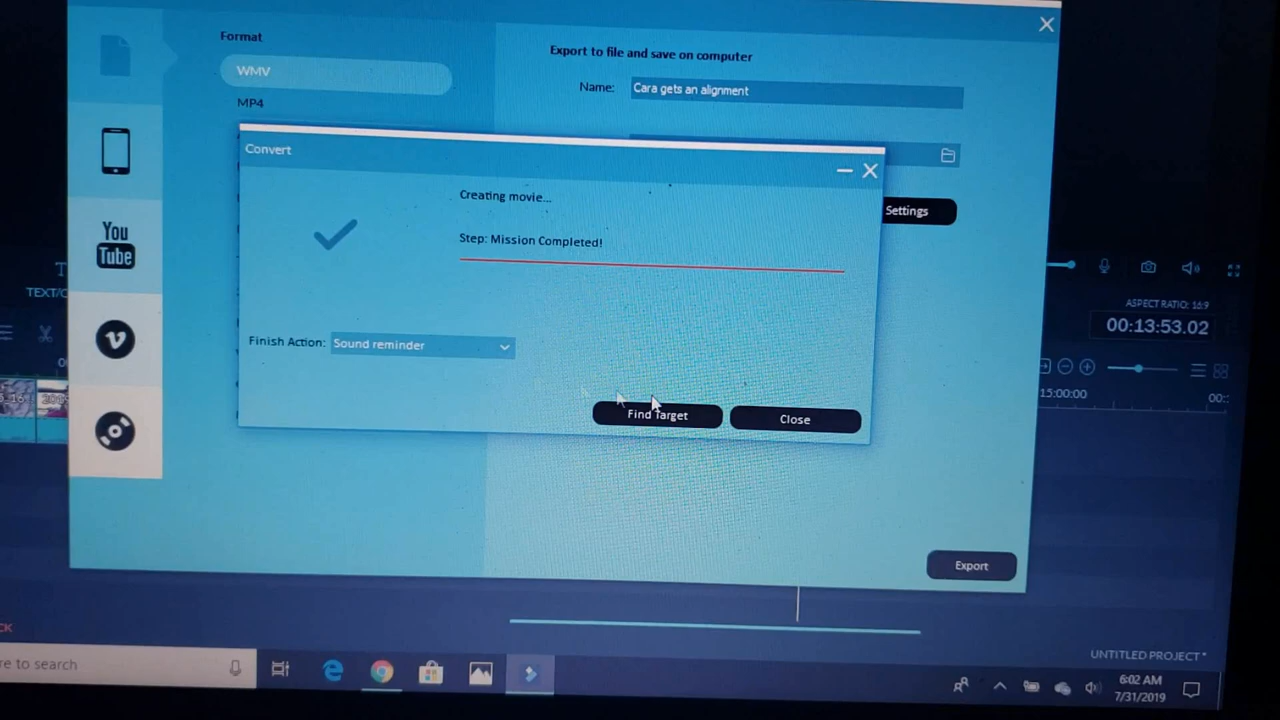 Format
Export to file and save on computer
WMV
Name:
Cara gets an alignment
MP4
Convert
Creating movie...
Settings
You
Tube
Step: Mission Completed!
ASPECT RATIO: 16:9
00:13:53.02
Finish Action:
Sound reminder
15:00:00
00:
Find Target
Close
Export
UNTITLED PROJECT *
re to search
6:02 AM
7/31/2019